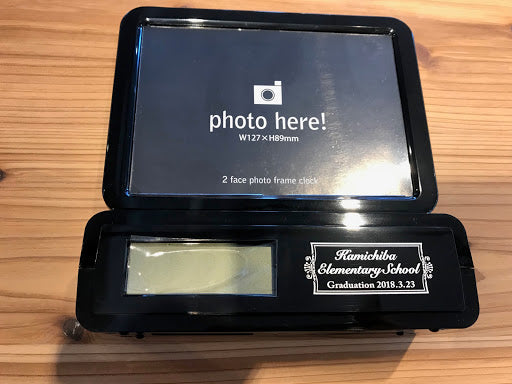 photo here!
W127×H89mm
2 face photo frame clock
Kamichiba
Elementary School
Graduation 2018.3.23